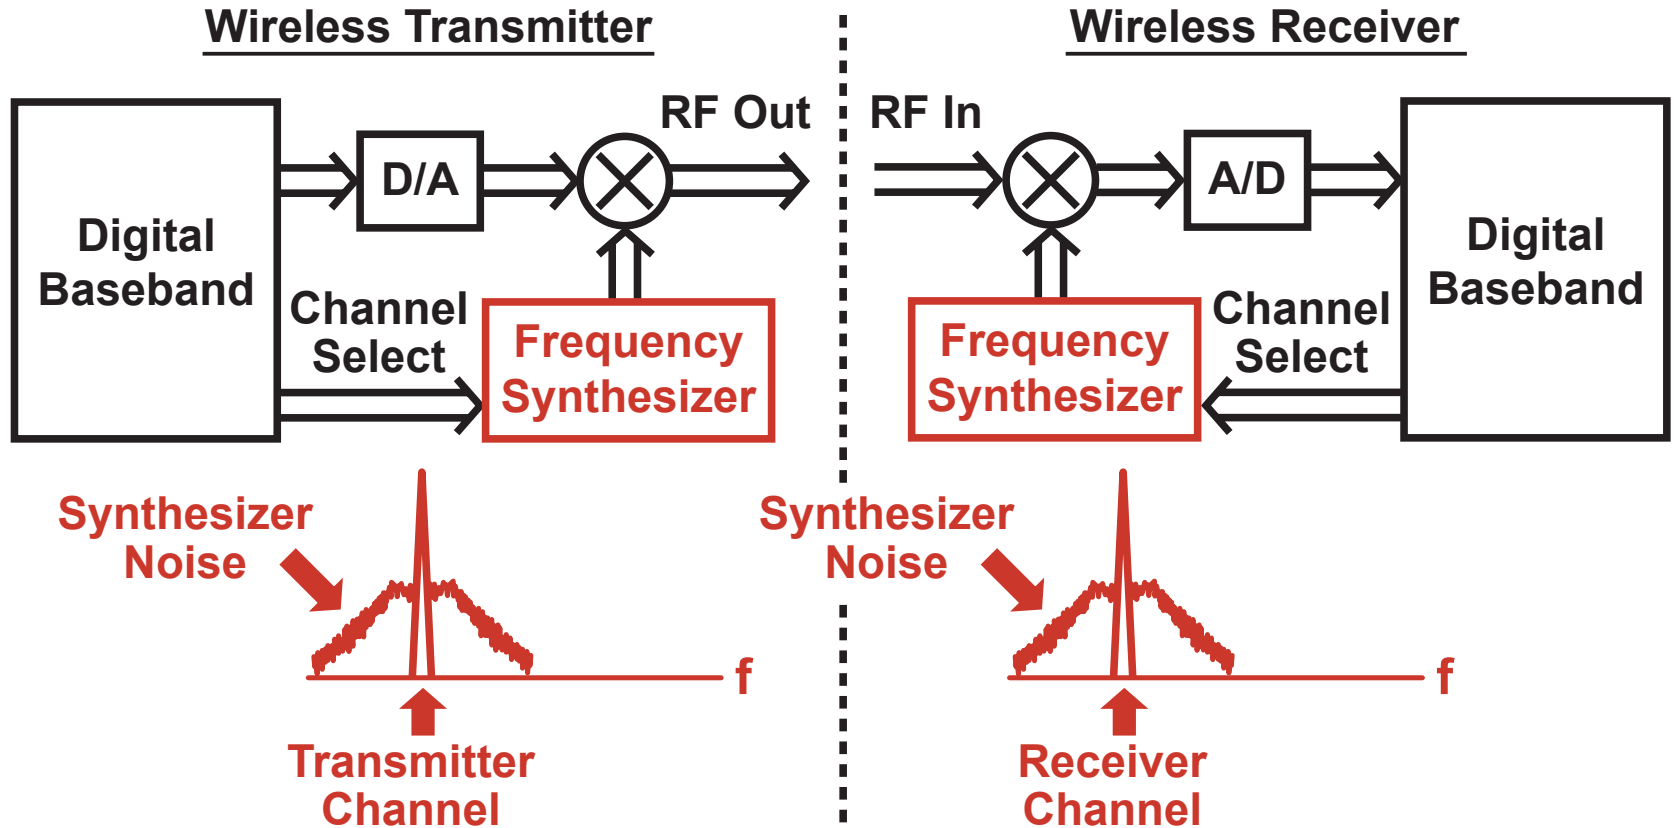 Wireless Transmitter
Digital
Baseband
D/A
RF Out
Channel
Select
Frequency
Synthesizer
Synthesizer
Noise
f
Transmitter
Channel
Wireless Receiver
RF In
A/D
Digital
Baseband
Frequency
Synthesizer
Channel
Select
Synthesizer
Noise
f
Receiver
Channel